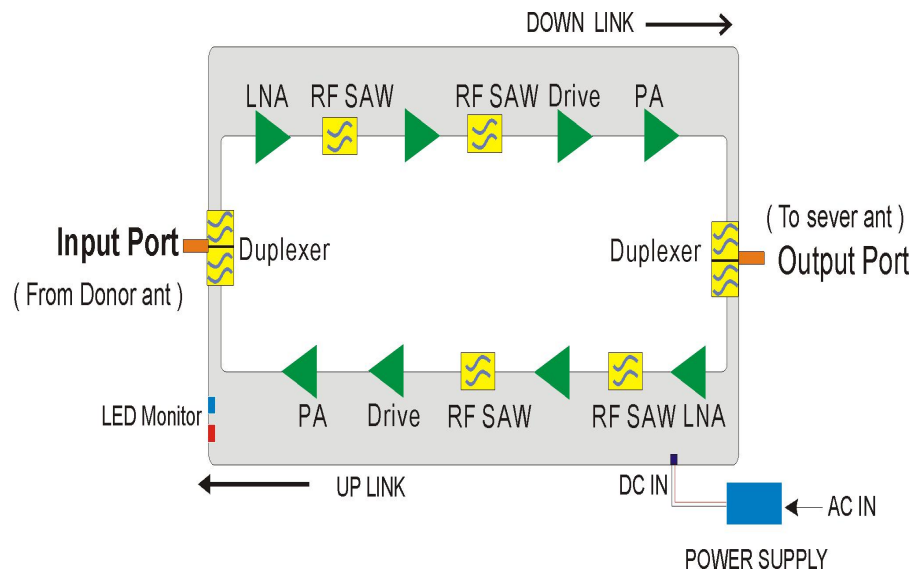 DOWN LINK
LNA RF SAW RF SAW Drive PA
Input Port
( From Donor ant )
Duplexer
Duplexer
( To sever ant )
Output Port
LED Monitor
PA Drive RF SAW RF SAW LNA
UP LINK
DC IN
AC IN
POWER SUPPLY